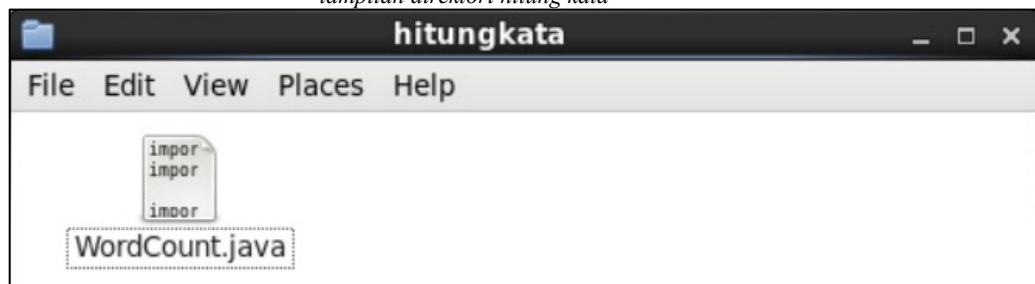 tampilan direktori hitung kata
hitungkata
File Edit View Places Help
impor
impor
impor
WordCount.java